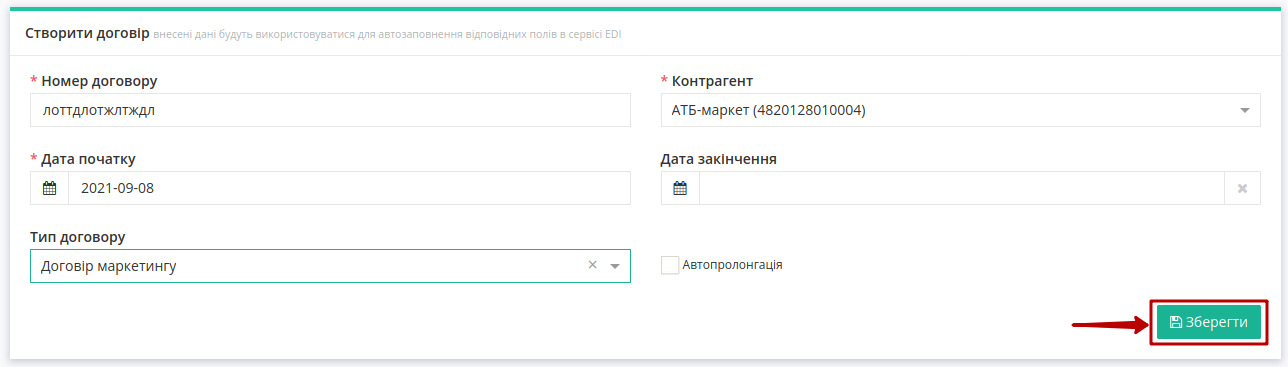 Створити договір внесені дані будуть використовуватися для автозаповнення відповідних полів в сервісі EDI
* Номер договору
* Контрагент
лоттдлотжлтждл
АТБ-маркет (4820128010004)
* Дата початку
Дата закінчення
2021-09-08
Тип договору
Договір маркетингу
Автопролонгація
Зберегти